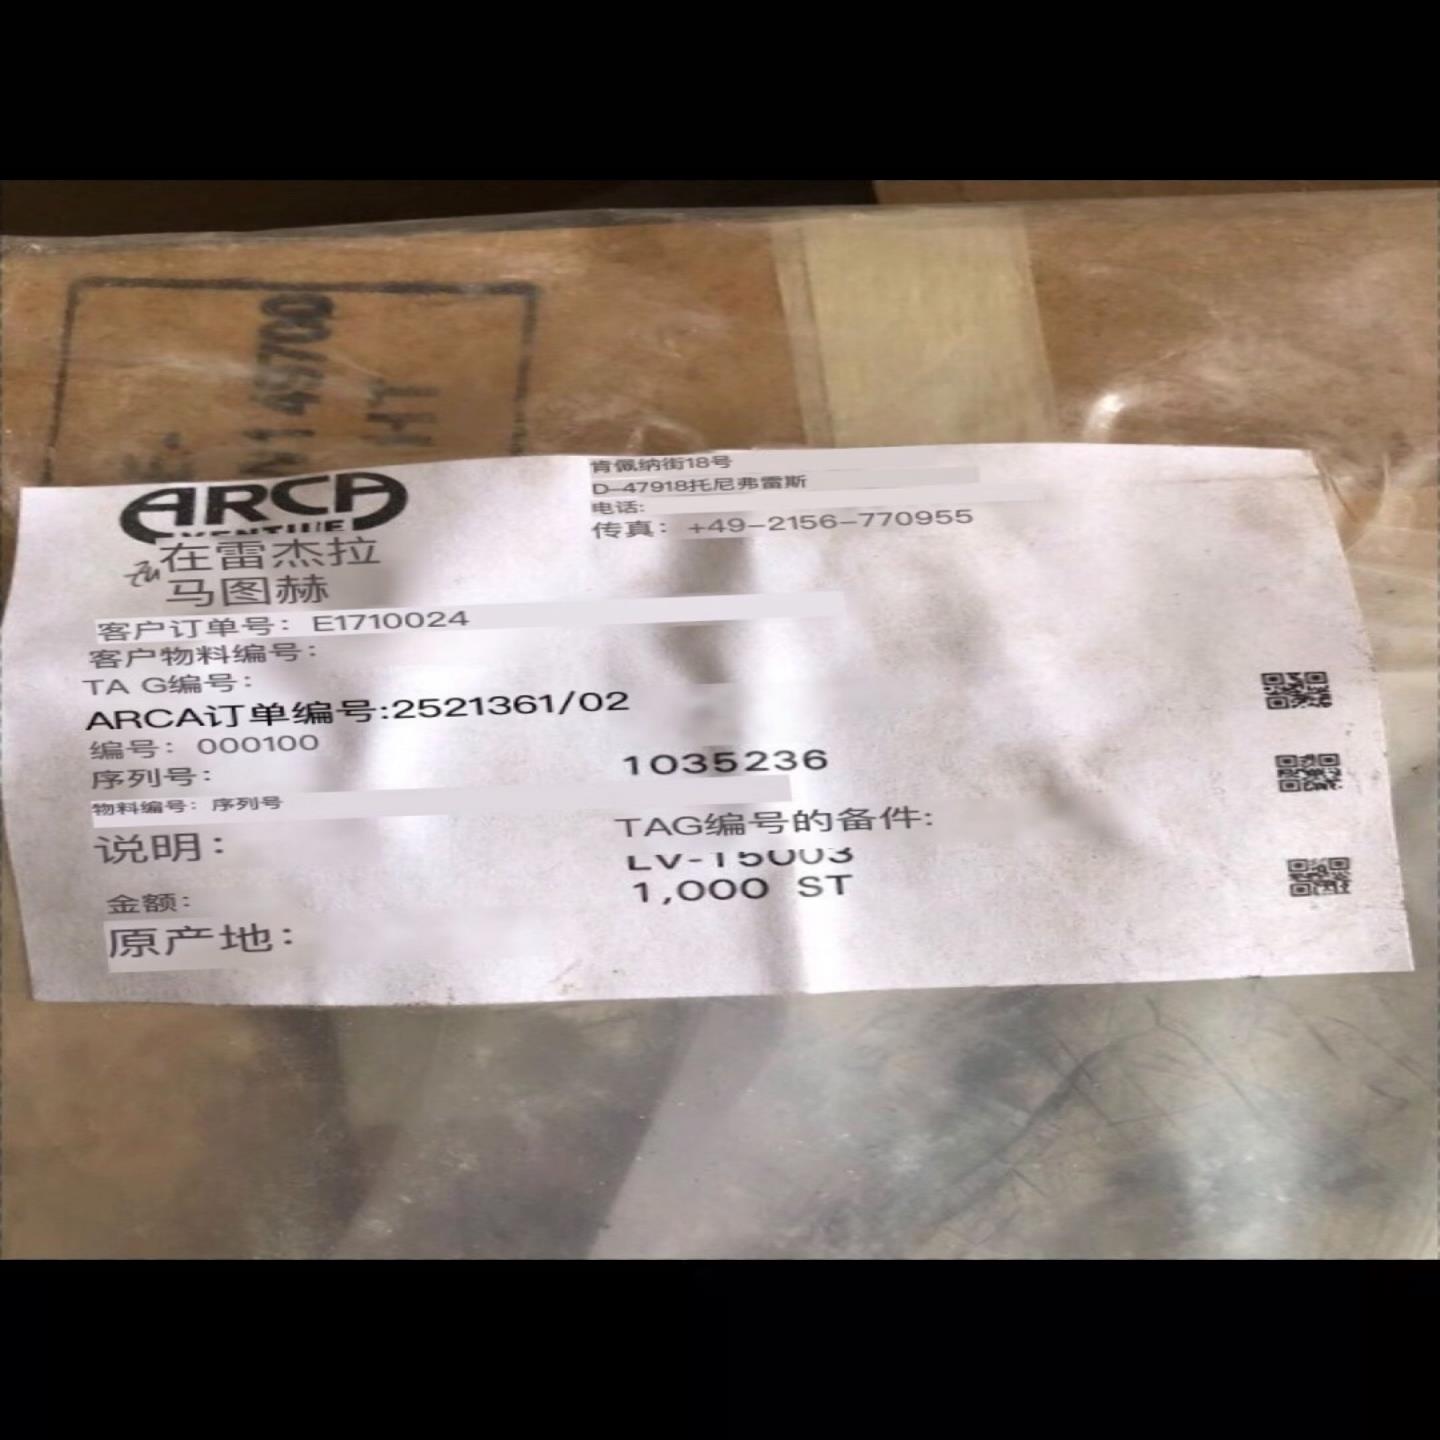 49700
HT
ARCA
肯佩纳街18号
D-47918托尼弗雷斯
电话:
传真: +49-2156-770955
在雷杰拉
马图赫
客户订单号: E1710024
客户物料编号:
TA G编号:
ARCA订单编号:2521361/02
编号: 000100
序列号:
1035236
物料编号: 序列号
TAG编号的备件:
说明:
LV-15003
金额:
1,000 ST
原产地: